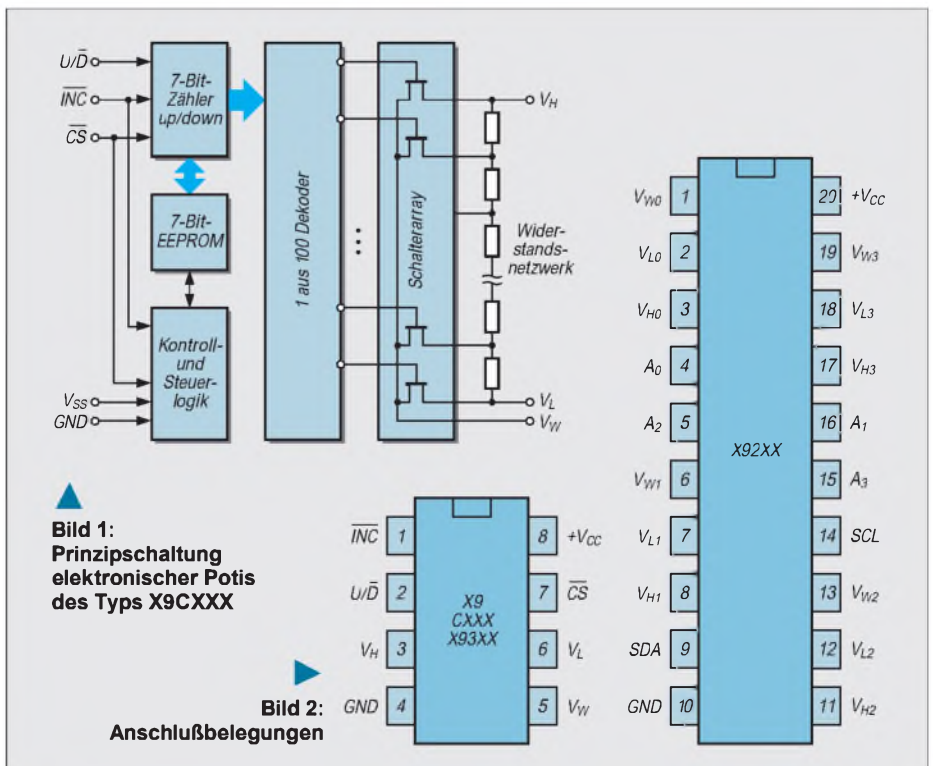 U/D̅
7-Bit-
Zähler
up/down
I̅N̅C̅
C̅S̅
7-Bit-
EEPROM
Kontroll-
und
Steuer-
logik
VSS
GND
1 aus 100 Dekoder
Schalterarray
VH
Wider-
stands-
netzwerk
VL
VW
Bild 1:
Prinzipschaltung
elektronischer Potis
des Typs X9CXXX
I̅N̅C̅ 1
U/D̅ 2
VH 3
GND 4
X9
CXXX
X93XX
8 +VCC
7 C̅S̅
6 VL
5 VW
Bild 2:
Anschlußbelegungen
VW0 1
VL0 2
VH0 3
A0 4
A2 5
VW1 6
VL1 7
VH1 8
SDA 9
GND 10
X92XX
20 +VCC
19 VW3
18 VL3
17 VH3
16 A1
15 A3
14 SCL
13 VW2
12 VL2
11 VH2